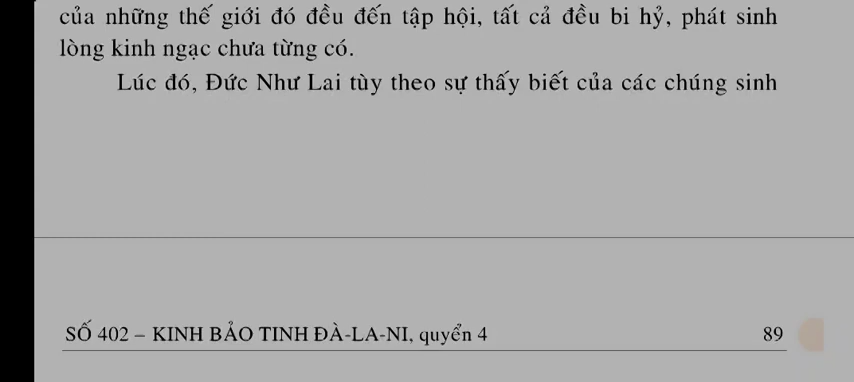 của những thế giới đó đều đến tập hội, tất cả đều bi hỷ, phát sinh
lòng kinh ngạc chưa từng có.
Lúc đó, Đức Như Lai tùy theo sự thấy biết của các chúng sinh
SỐ 402 – KINH BẢO TINH ĐÀ-LA-NI, quyển 4 89